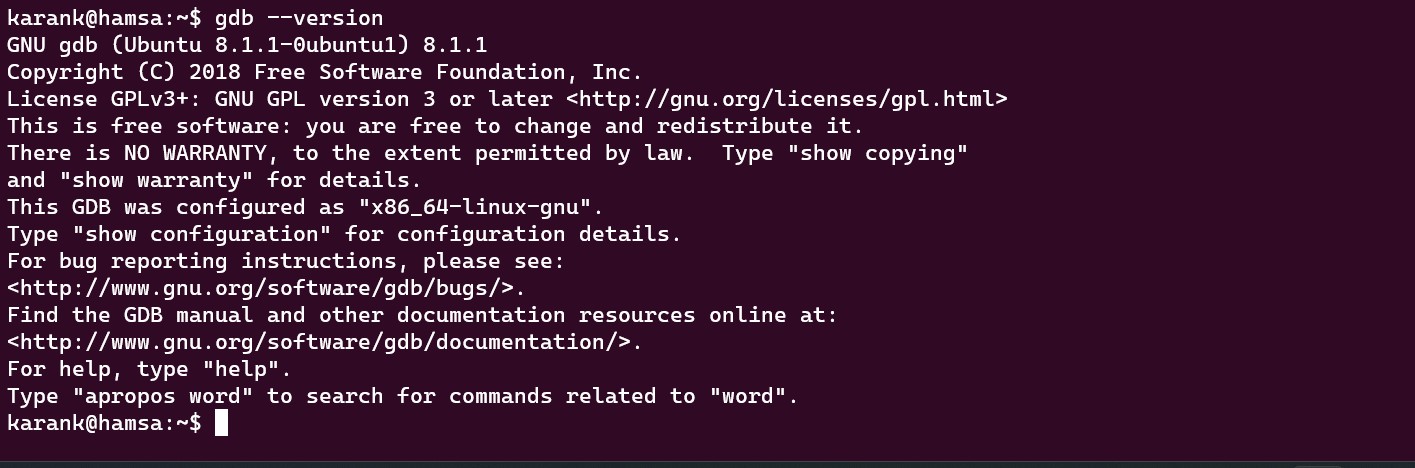 karank@hamsa:~$ gdb --version
GNU gdb (Ubuntu 8.1.1-0ubuntu1) 8.1.1
Copyright (C) 2018 Free Software Foundation, Inc.
License GPLv3+: GNU GPL version 3 or later <http://gnu.org/licenses/gpl.html>
This is free software: you are free to change and redistribute it.
There is NO WARRANTY, to the extent permitted by law.  Type "show copying"
and "show warranty" for details.
This GDB was configured as "x86_64-linux-gnu".
Type "show configuration" for configuration details.
For bug reporting instructions, please see:
<http://www.gnu.org/software/gdb/bugs/>.
Find the GDB manual and other documentation resources online at:
<http://www.gnu.org/software/gdb/documentation/>.
For help, type "help".
Type "apropos word" to search for commands related to "word".
karank@hamsa:~$